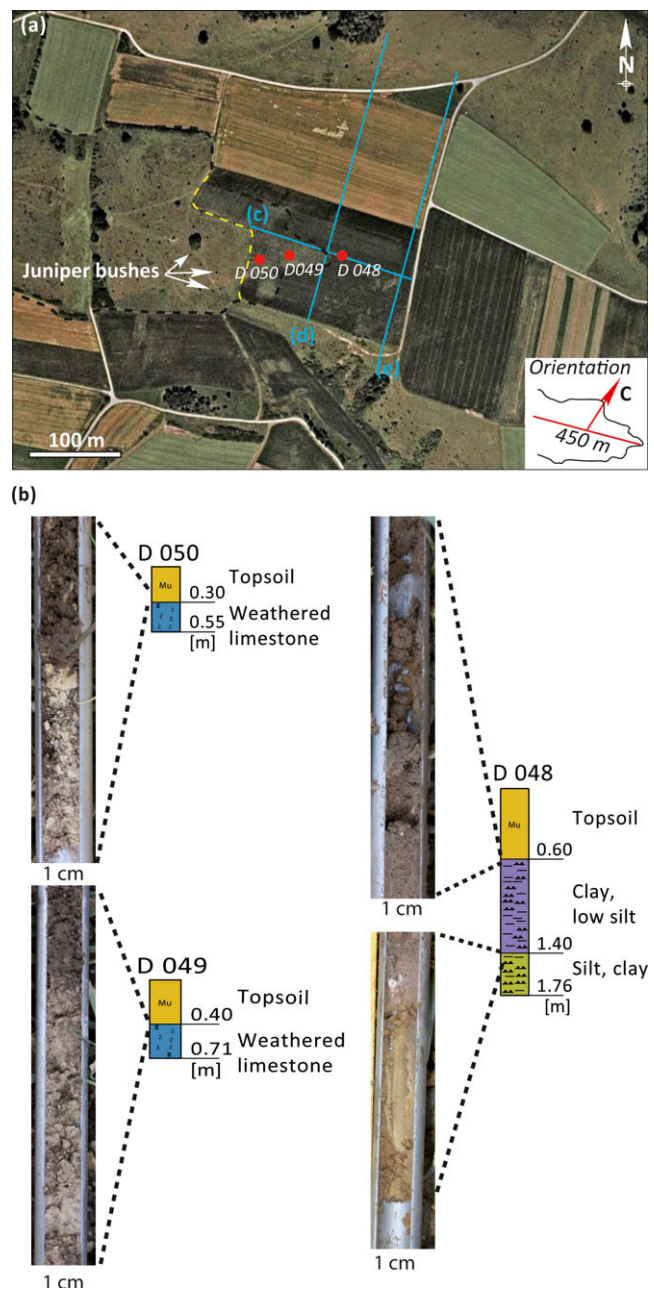 (a)
N
(c)
D 050
D049
D 048
Juniper bushes
(d)
(e)
100 m
Orientation
C
450 m
(b)
D 050
Mu
Topsoil
0.30
Weathered
limestone
z
z
z
z
z
0.55
[m]
1 cm
D 049
Mu
Topsoil
0.40
Weathered
limestone
z
z
z
z
0.71
[m]
1 cm
D 048
Mu
Topsoil
0.60
Clay,
low silt
1.40
Silt, clay
1.76
[m]
1 cm
1 cm